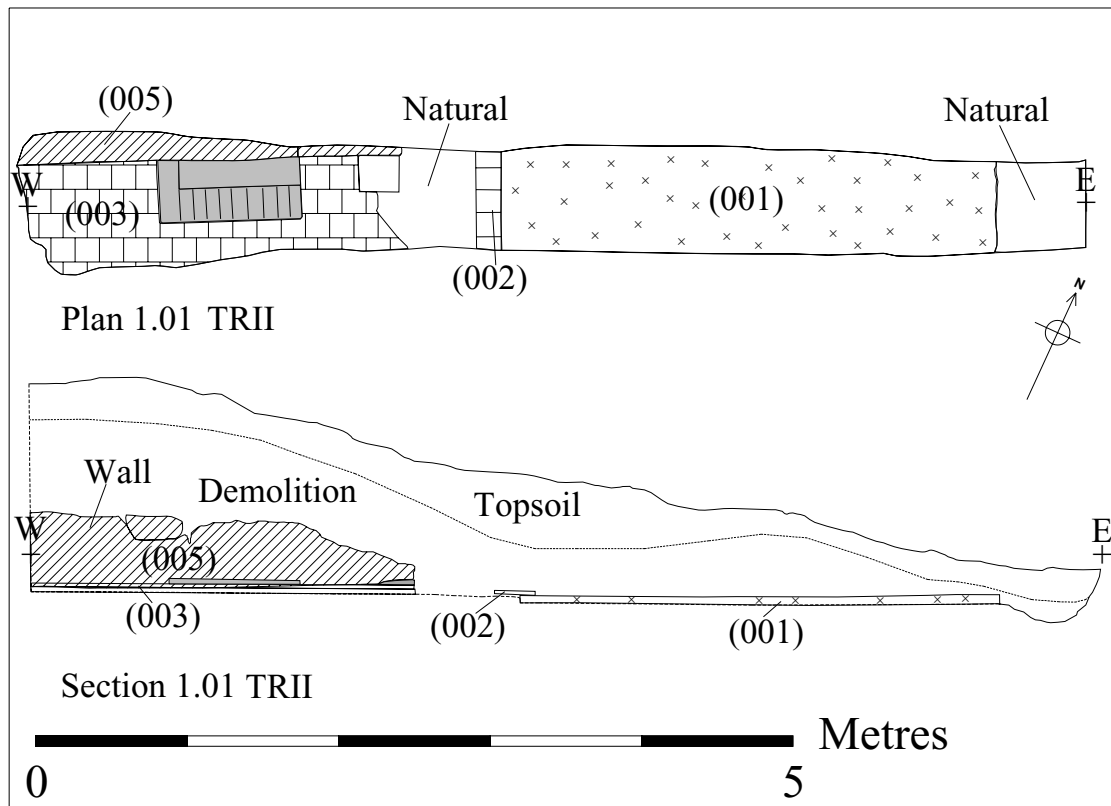 (005)
Natural
Natural
W
(003)
(001)
E
(002)
Plan 1.01 TRII
N
Wall
Demolition
Topsoil
W
(005)
E
(003)
(002)
(001)
Section 1.01 TRII
Metres
0
5